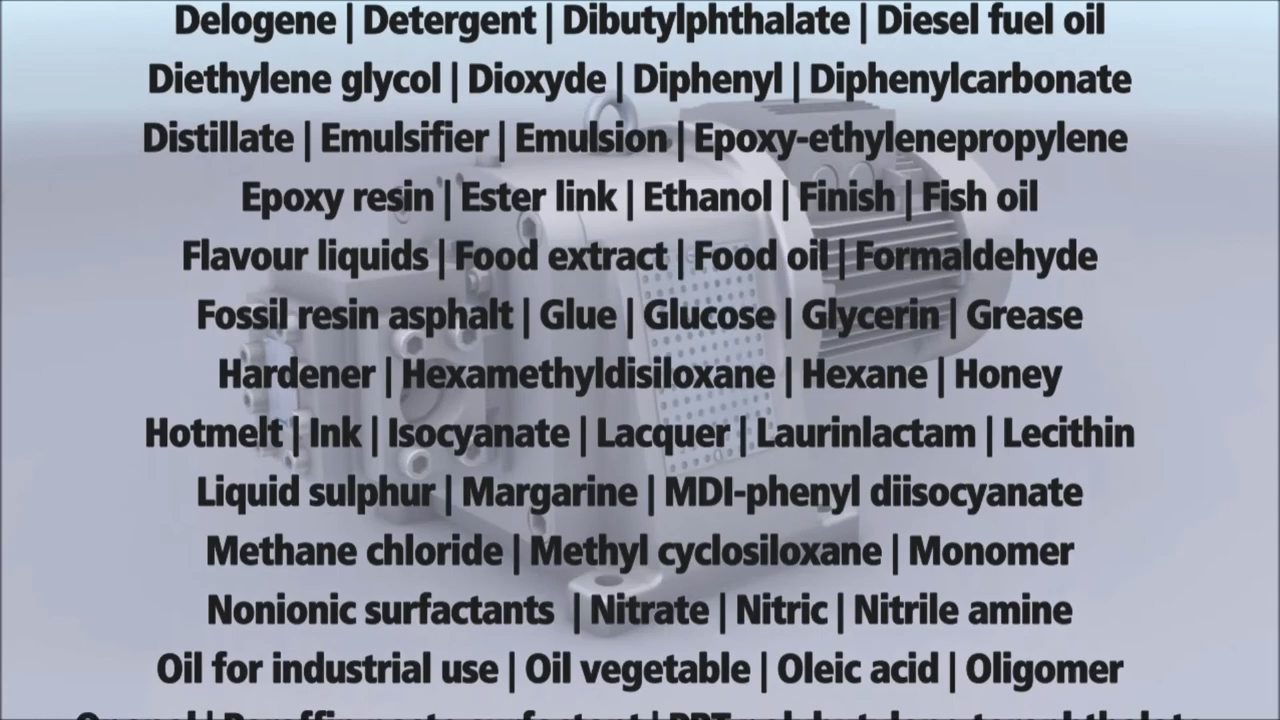 Delogene | Detergent | Dibutylphthalate | Diesel fuel oil
Diethylene glycol | Dioxyde | Diphenyl | Diphenylcarbonate
Distillate | Emulsifier | Emulsion | Epoxy-ethylenepropylene
Epoxy resin | Ester link | Ethanol | Finish | Fish oil
Flavour liquids | Food extract | Food oil | Formaldehyde
Fossil resin asphalt | Glue | Glucose | Glycerin | Grease
Hardener | Hexamethyldisiloxane | Hexane | Honey
Hotmelt | Ink | Isocyanate | Lacquer | Laurinlactam | Lecithin
Liquid sulphur | Margarine | MDI-phenyl diisocyanate
Methane chloride | Methyl cyclosiloxane | Monomer
Nonionic surfactants | Nitrate | Nitric | Nitrile amine
Oil for industrial use | Oil vegetable | Oleic acid | Oligomer